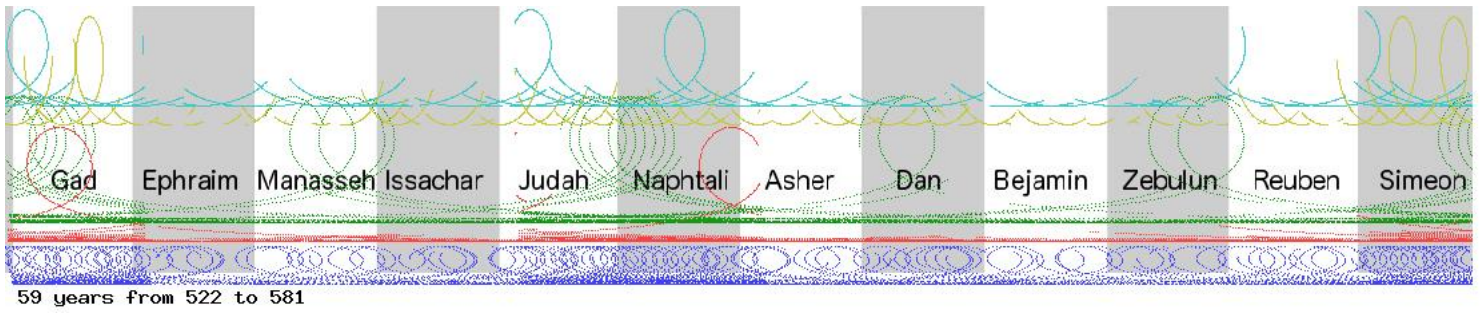 Gad Ephraim Manasseh Issachar Judah Naphtali Asher Dan Bejamin Zebulun Reuben Simeon
59 years from 522 to 581